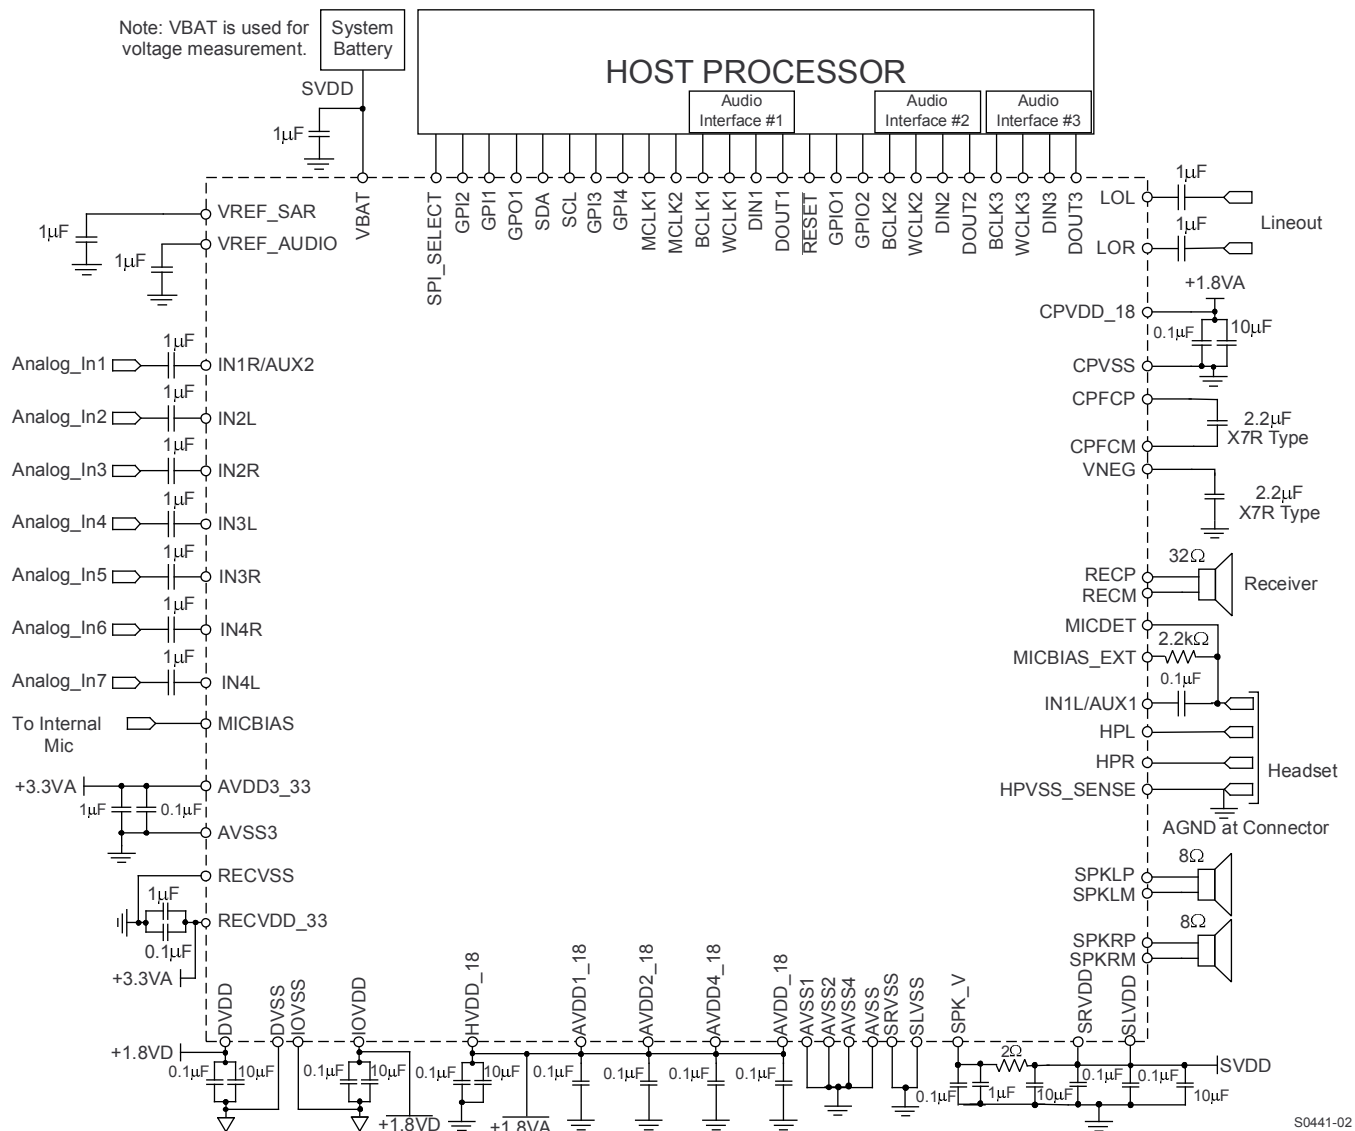 Note: VBAT is used for
voltage measurement.
System
Battery
HOST PROCESSOR
Audio
Interface #1
Audio
Interface #2
Audio
Interface #3
SVDD
1μF
VBAT
SPI_SELECT
GPI2
GPI1
GPO1
SDA
SCL
GPI3
GPI4
MCLK1
MCLK2
BCLK1
WCLK1
DIN1
DOUT1
RESET
GPIO1
GPIO2
BCLK2
WCLK2
DIN2
DOUT2
BCLK3
WCLK3
DIN3
DOUT3
1μF
VREF_SAR
1μF
VREF_AUDIO
1μF
Analog_In1
IN1R/AUX2
1μF
Analog_In2
IN2L
1μF
Analog_In3
IN2R
1μF
Analog_In4
IN3L
1μF
Analog_In5
IN3R
1μF
Analog_In6
IN4R
1μF
Analog_In7
IN4L
To Internal
Mic
MICBIAS
+3.3VA
AVDD3_33
1μF
0.1μF
AVSS3
RECVSS
1μF
RECVDD_33
0.1μF
+3.3VA
1μF
LOL
1μF
LOR
Lineout
+1.8VA
CPVDD_18
0.1μF
10μF
CPVSS
CPFCP
2.2μF
X7R Type
CPFCM
VNEG
2.2μF
X7R Type
32Ω
RECP
RECM
Receiver
MICDET
2.2kΩ
MICBIAS_EXT
0.1μF
IN1L/AUX1
HPL
HPR
HPVSS_SENSE
Headset
AGND at Connector
8Ω
SPKLP
SPKLM
8Ω
SPKRP
SPKRM
DVDD
DVSS
IOVSS
IOVDD
HVDD_18
AVDD1_18
AVDD2_18
AVDD4_18
AVDD_18
AVSS1
AVSS2
AVSS4
AVSS
SRVSS
SLVSS
SPK_V
SRVDD
SLVDD
+1.8VD
0.1μF
10μF
0.1μF
10μF
+1.8VD
0.1μF
10μF
+1.8VA
0.1μF
0.1μF
0.1μF
0.1μF
2Ω
0.1μF
1μF
10μF
0.1μF
0.1μF
10μF
SVDD
S0441-02